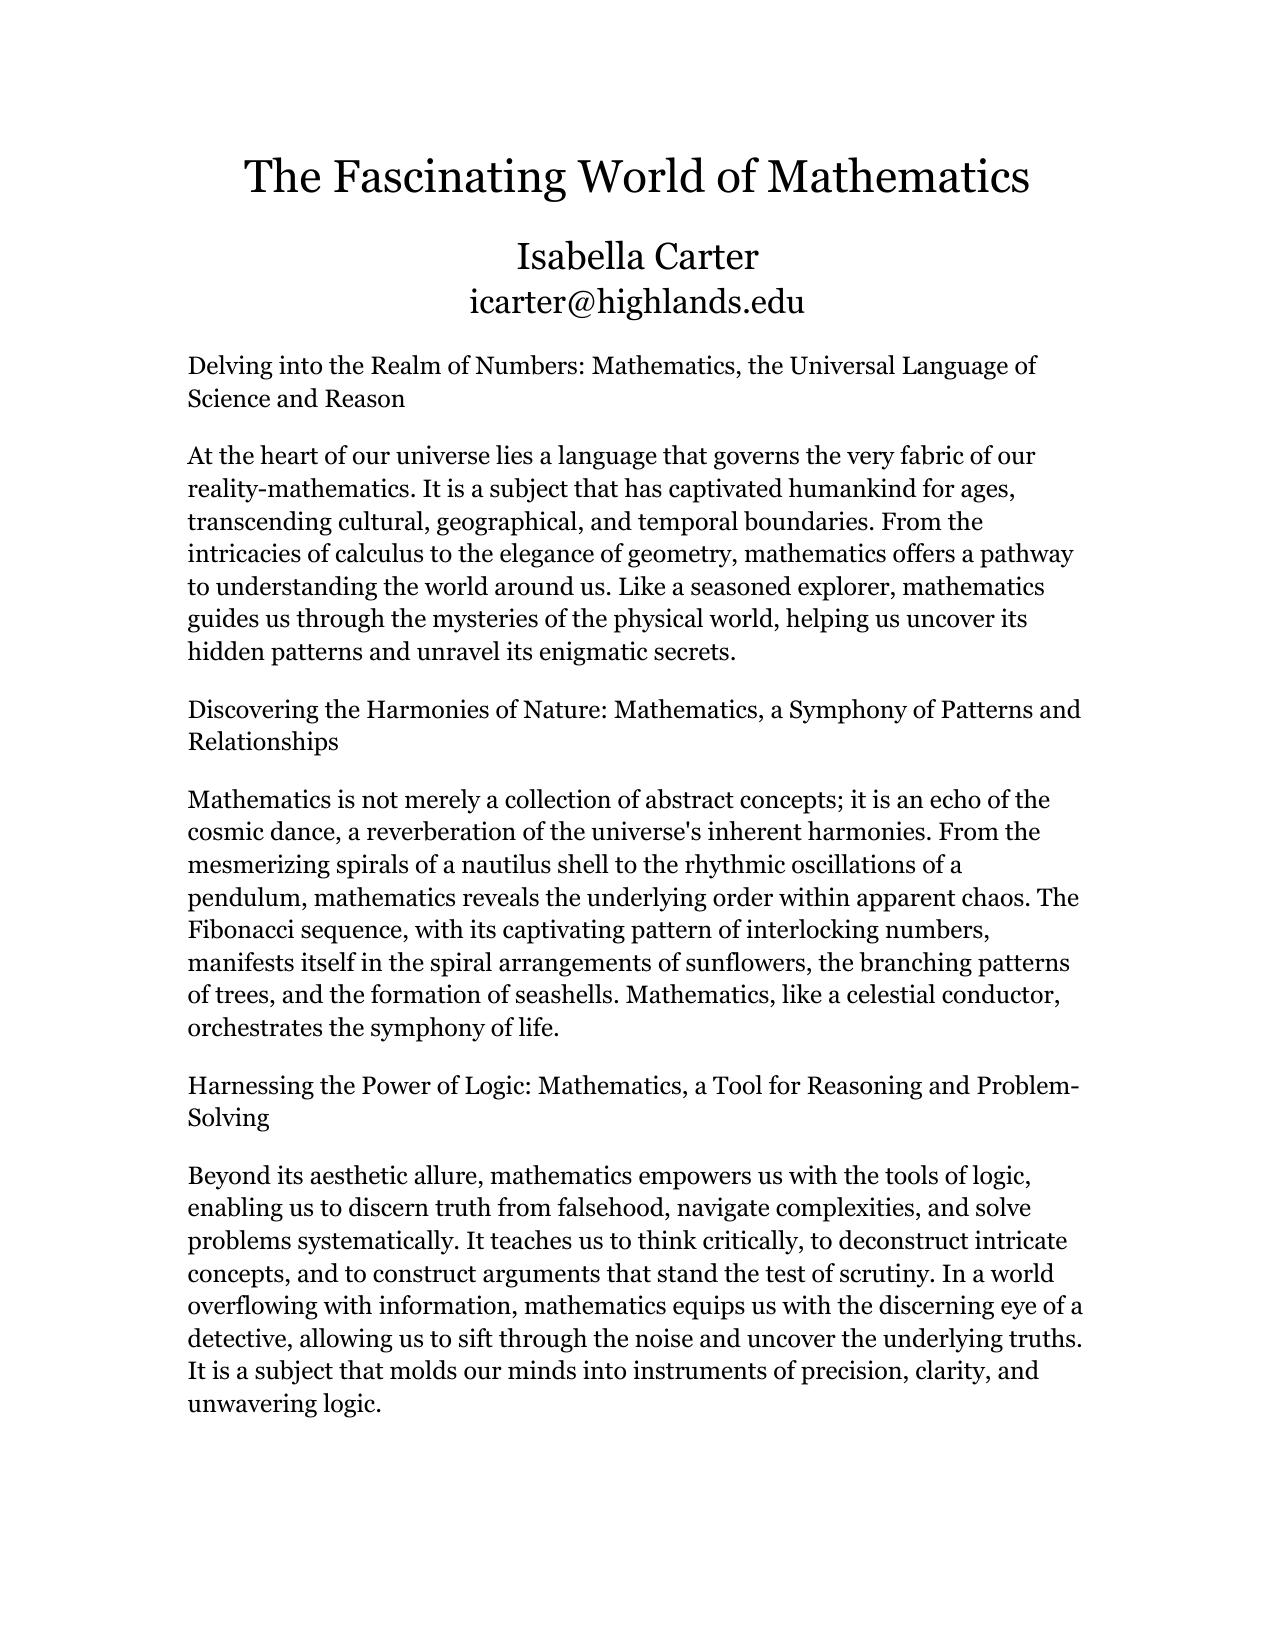 The Fascinating World of Mathematics
Isabella Carter
icarter@highlands.edu
Delving into the Realm of Numbers: Mathematics, the Universal Language of
Science and Reason
At the heart of our universe lies a language that governs the very fabric of our
reality-mathematics. It is a subject that has captivated humankind for ages,
transcending cultural, geographical, and temporal boundaries. From the
intricacies of calculus to the elegance of geometry, mathematics offers a pathway
to understanding the world around us. Like a seasoned explorer, mathematics
guides us through the mysteries of the physical world, helping us uncover its
hidden patterns and unravel its enigmatic secrets.
Discovering the Harmonies of Nature: Mathematics, a Symphony of Patterns and
Relationships
Mathematics is not merely a collection of abstract concepts; it is an echo of the
cosmic dance, a reverberation of the universe's inherent harmonies. From the
mesmerizing spirals of a nautilus shell to the rhythmic oscillations of a
pendulum, mathematics reveals the underlying order within apparent chaos. The
Fibonacci sequence, with its captivating pattern of interlocking numbers,
manifests itself in the spiral arrangements of sunflowers, the branching patterns
of trees, and the formation of seashells. Mathematics, like a celestial conductor,
orchestrates the symphony of life.
Harnessing the Power of Logic: Mathematics, a Tool for Reasoning and Problem-
Solving
Beyond its aesthetic allure, mathematics empowers us with the tools of logic,
enabling us to discern truth from falsehood, navigate complexities, and solve
problems systematically. It teaches us to think critically, to deconstruct intricate
concepts, and to construct arguments that stand the test of scrutiny. In a world
overflowing with information, mathematics equips us with the discerning eye of a
detective, allowing us to sift through the noise and uncover the underlying truths.
It is a subject that molds our minds into instruments of precision, clarity, and
unwavering logic.